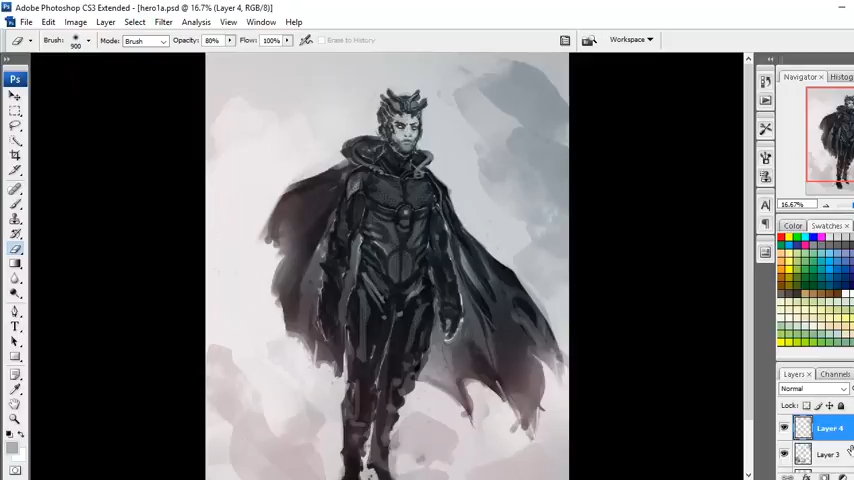 Adobe Photoshop CS3 Extended - [hero1a.psd @ 16.7% (Layer 4, RGB/8)]
File Edit Image Layer Select Filter Analysis View Window Help
Brush: 900 Mode: Brush Opacity: 80% Flow: 100% Erase to History Workspace
Ps
Navigator × Histog
16.67%
Color Swatches ×
Layers × Channels
Normal
Lock:
Layer 4
Layer 3